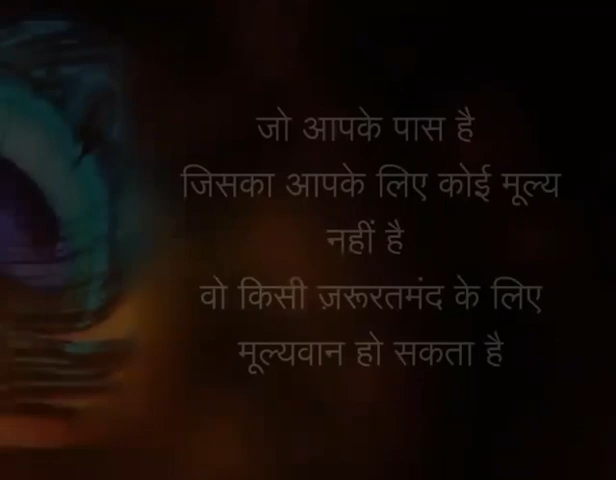 जो आपके पास है
जिसका आपके लिए कोई मूल्य
नहीं है
वो किसी ज़रूरतमंद के लिए
मूल्यवान हो सकता है